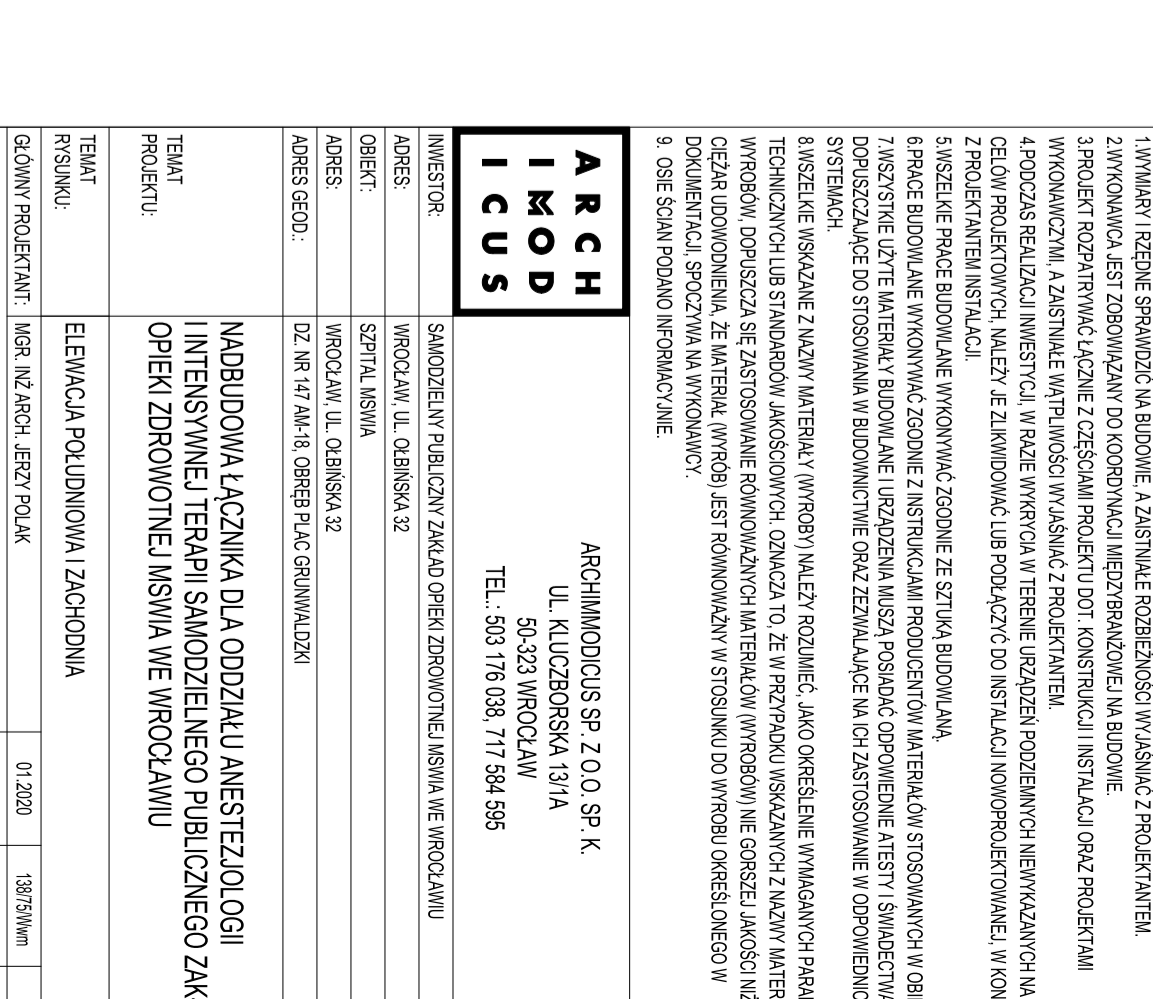 1.WYMIARY I RZĘDNE SPRAWDZIĆ NA BUDOWIE, A ZAISTNIAŁE ROZBIEŻNOŚCI WYJAŚNIAĆ Z PROJEKTANTEM.
2.WYKONAWCA JEST ZOBOWIĄZANY DO KOORDYNACJI MIĘDZYBRANŻOWEJ NA BUDOWIE.
3.PROJEKT ROZPATRYWAĆ ŁĄCZNIE Z CZĘŚCIAMI PROJEKTU DOT. KONSTRUKCJI I INSTALACJI ORAZ PROJEKTAMI
WYKONAWCZYMI, A ZAISTNIAŁE WĄTPLIWOŚCI WYJAŚNIAĆ Z PROJEKTANTEM.
4.PODCZAS REALIZACJI INWESTYCJI, W RAZIE WYKRYCIA W TERENIE URZĄDZEŃ PODZIEMNYCH NIEWYKAZANYCH NA
CELÓW PROJEKTOWYCH, NALEŻY JE ZLIKWIDOWAĆ LUB PODŁĄCZYĆ DO INSTALACJI NOWOPROJEKTOWANEJ, W KON
Z PROJEKTANTEM INSTALACJI.
5.WSZELKIE PRACE BUDOWLANE WYKONYWAĆ ZGODNIE ZE SZTUKĄ BUDOWLANĄ.
6.PRACE BUDOWLANE WYKONYWAĆ ZGODNIE Z INSTRUKCJAMI PRODUCENTÓW MATERIAŁÓW STOSOWANYCH W OBI
7.WSZYSTKIE UŻYTE MATERIAŁY BUDOWLANE I URZĄDZENIA MUSZĄ POSIADAĆ ODPOWIEDNIE ATESTY I ŚWIADECTWA
DOPUSZCZAJĄCE DO STOSOWANIA W BUDOWNICTWIE ORAZ ZEZWALAJĄCE NA ICH ZASTOSOWANIE W ODPOWIEDNIC
SYSTEMACH.
8.WSZELKIE WSKAZANE Z NAZWY MATERIAŁY (WYROBY) NALEŻY ROZUMIEĆ, JAKO OKREŚLENIE WYMAGANYCH PARA
TECHNICZNYCH LUB STANDARDÓW JAKOŚCIOWYCH. OZNACZA TO, ŻE W PRZYPADKU WSKAZANYCH Z NAZWY MATER
WYROBÓW, DOPUSZCZA SIĘ ZASTOSOWANIE RÓWNOWAŻNYCH MATERIAŁÓW (WYROBÓW) NIE GORSZEJ JAKOŚCI NIŻ
CIĘŻAR UDOWODNIENIA, ŻE MATERIAŁ (WYRÓB) JEST RÓWNOWAŻNY W STOSUNKU DO WYROBU OKREŚLONEGO W
DOKUMENTACJI, SPOCZYWA NA WYKONAWCY.
9. OSIE ŚCIAN PODANO INFORMACYJNIE.
ARCH
IMOD
ICUS
ARCHIMMODICUS SP. Z O.O. SP. K.
UL. KLUCZBORSKA 13/1A
50-323 WROCŁAW
TEL.: 503 176 038, 717 584 595
INWESTOR: SAMODZIELNY PUBLICZNY ZAKŁAD OPIEKI ZDROWOTNEJ MSWIA WE WROCŁAWIU
ADRES: WROCŁAW, UL. OŁBIŃSKA 32
OBIEKT: SZPITAL MSWIA
ADRES: WROCŁAW, UL. OŁBIŃSKA 32
ADRES GEOD.: DZ. NR 147 AM-18, OBRĘB PLAC GRUNWALDZKI
TEMAT
PROJEKTU:
NADBUDOWA ŁĄCZNIKA DLA ODDZIAŁU ANESTEZJOLOGII
I INTENSYWNEJ TERAPII SAMODZIELNEGO PUBLICZNEGO ZAK
OPIEKI ZDROWOTNEJ MSWIA WE WROCŁAWIU
TEMAT
RYSUNKU:
ELEWACJA POŁUDNIOWA I ZACHODNIA
GŁÓWNY PROJEKTANT: MGR. INŻ ARCH. JERZY POLAK 01.2020 138/75/Wwm